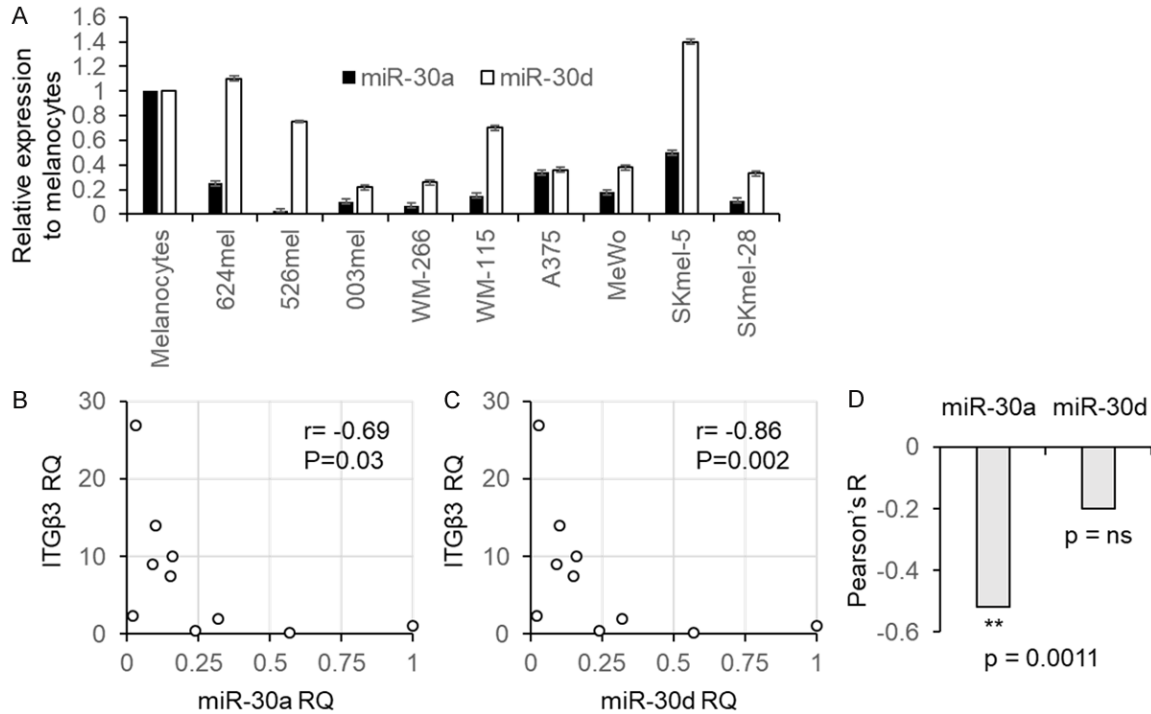 A
Relative expression
to melanocytes
1.6
1.4
1.2
1
0.8
0.6
0.4
0.2
0
miR-30a
miR-30d
Melanocytes
624mel
526mel
003mel
WM-266
WM-115
A375
MeWo
SKmel-5
SKmel-28
B
ITGβ3 RQ
30
20
10
0
r= -0.69
P=0.03
0 0.25 0.5 0.75 1
miR-30a RQ
C
ITGβ3 RQ
30
20
10
0
r= -0.86
P=0.002
0 0.25 0.5 0.75 1
miR-30d RQ
D
miR-30a miR-30d
Pearson's R
0
-0.2
-0.4
-0.6
p = ns
**
p = 0.0011